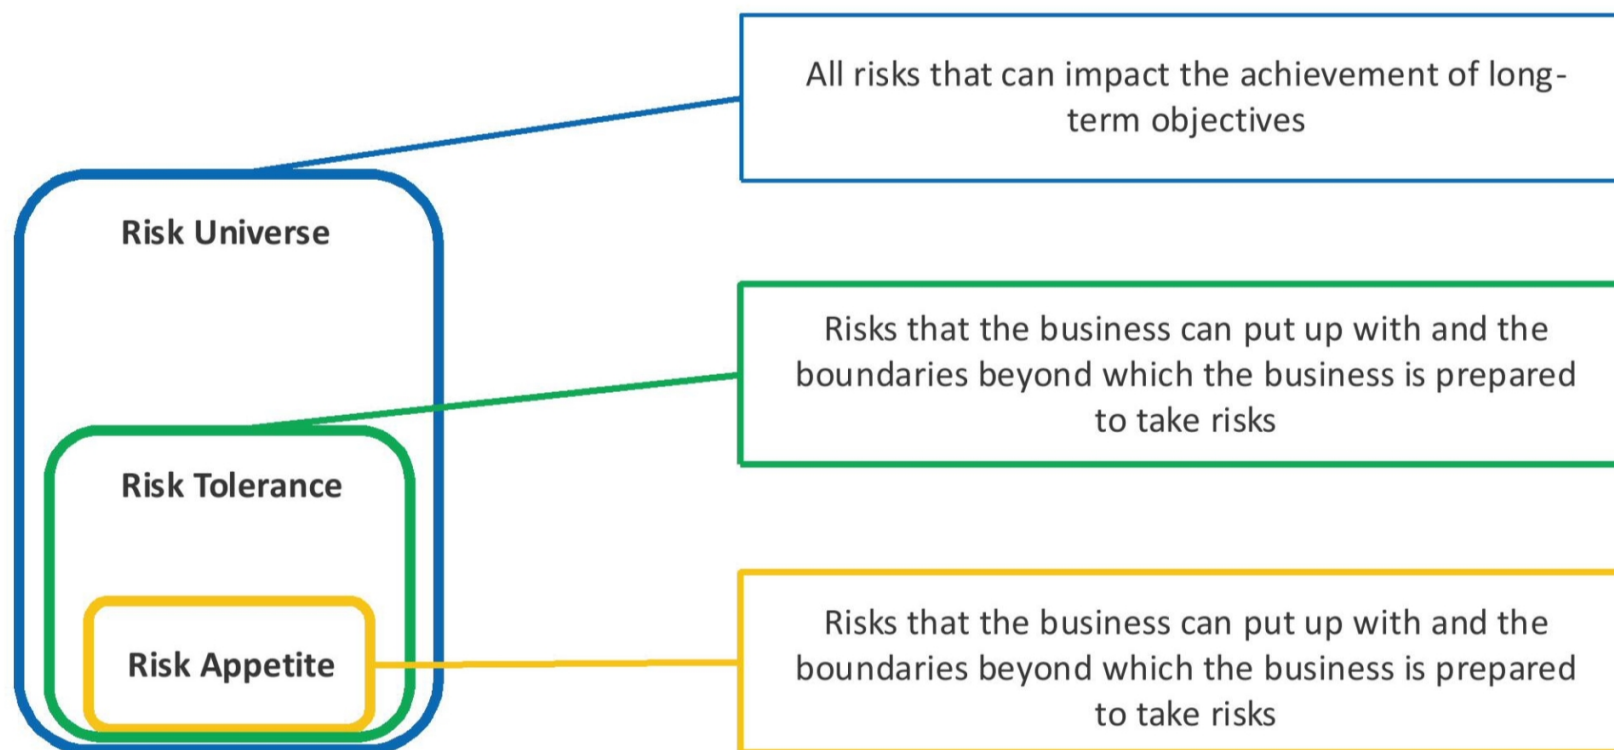 All risks that can impact the achievement of long-
term objectives
Risk Universe
Risks that the business can put up with and the
boundaries beyond which the business is prepared
to take risks
Risk Tolerance
Risks that the business can put up with and the
boundaries beyond which the business is prepared
to take risks
Risk Appetite